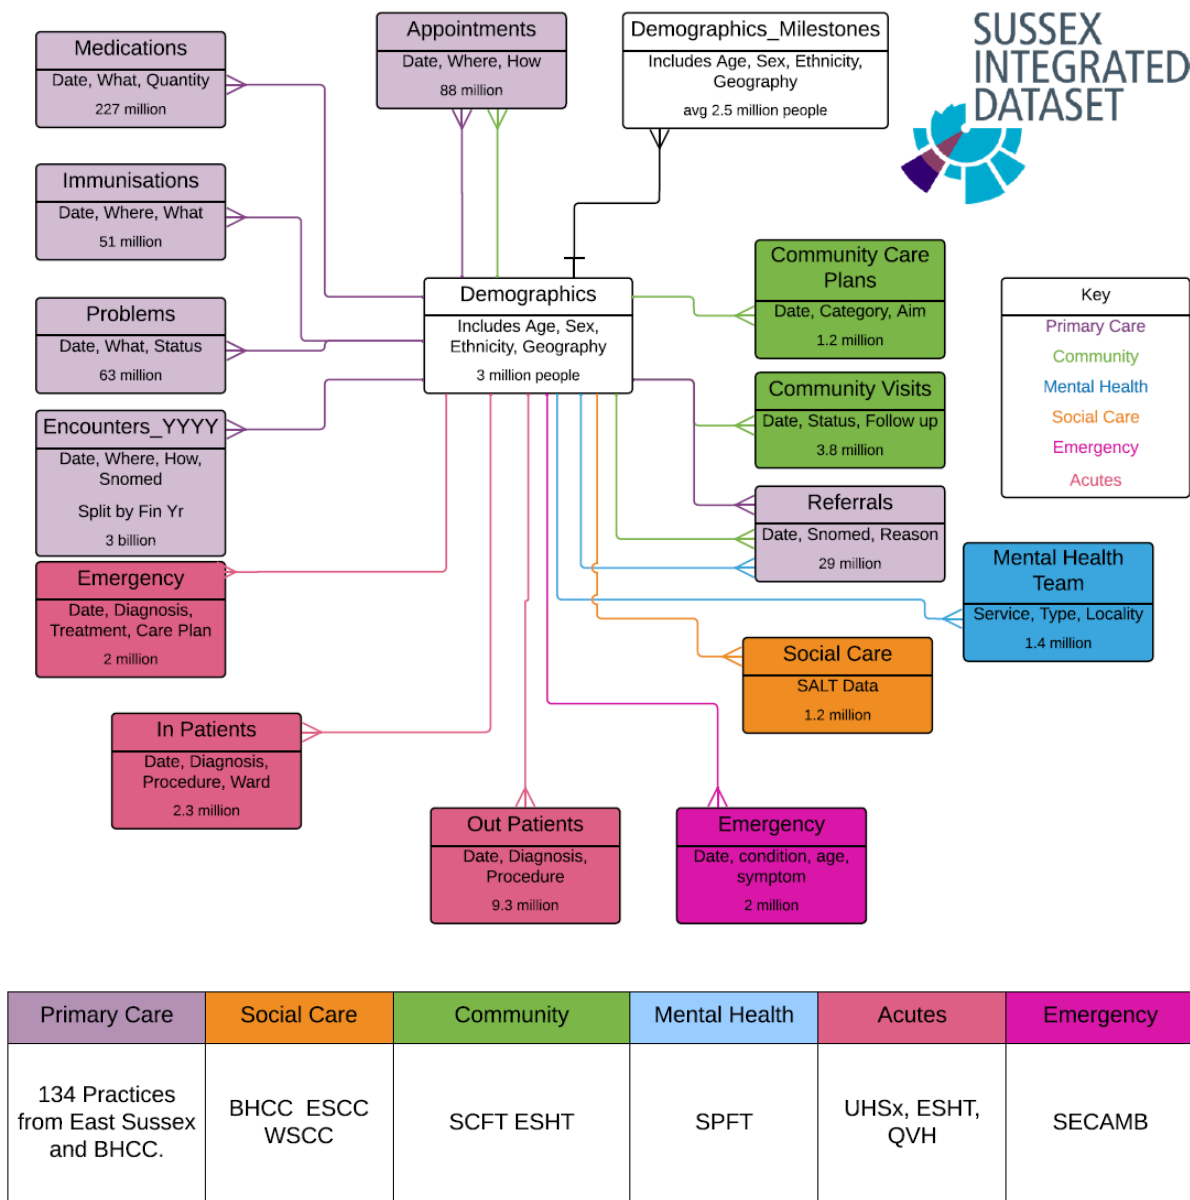 Medications
Date, What, Quantity
227 million
Appointments
Date, Where, How
88 million
Demographics_Milestones
Includes Age, Sex, Ethnicity,
Geography
avg 2.5 million people
SUSSEX
INTEGRATED
DATASET
Immunisations
Date, Where, What
51 million
Problems
Date, What, Status
63 million
Encounters_YYYY
Date, Where, How,
Snomed
Split by Fin Yr
3 billion
Demographics
Includes Age, Sex,
Ethnicity, Geography
3 million people
Community Care
Plans
Date, Category, Aim
1.2 million
Community Visits
Date, Status, Follow up
3.8 million
Referrals
Date, Snomed, Reason
29 million
Key
Primary Care
Community
Mental Health
Social Care
Emergency
Acutes
Mental Health
Team
Service, Type, Locality
1.4 million
Emergency
Date, Diagnosis,
Treatment, Care Plan
2 million
Social Care
SALT Data
1.2 million
In Patients
Date, Diagnosis,
Procedure, Ward
2.3 million
Out Patients
Date, Diagnosis,
Procedure
9.3 million
Emergency
Date, condition, age,
symptom
2 million
Primary Care
Social Care
Community
Mental Health
Acutes
Emergency
134 Practices
from East Sussex
and BHCC.
BHCC  ESCC
WSCC
SCFT ESHT
SPFT
UHSx, ESHT,
QVH
SECAMB